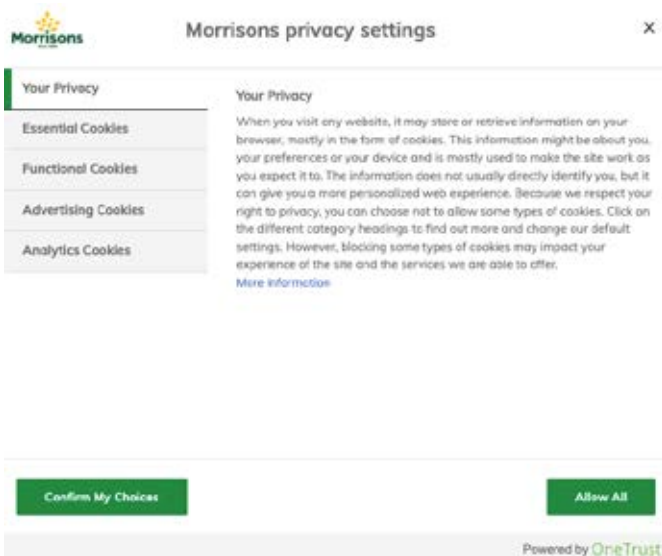 Morrisons
Morrisons privacy settings
x
Your Privacy
Essential Cookies
Functional Cookies
Advertising Cookies
Analytics Cookies
Your Privacy
When you visit any website, it may store or retrieve information on your
browser, mostly in the form of cookies. This information might be about you,
your preferences or your device and is mostly used to make the site work as
you expect it to. The information does not usually directly identify you, but it
can give you a more personalized web experience. Because we respect your
right to privacy, you can choose not to allow some types of cookies. Click on
the different category headings to find out more and change our default
settings. However, blocking some types of cookies may impact your
experience of the site and the services we are able to offer.
More information
Confirm My Choices
Allow All
Powered by OneTrust